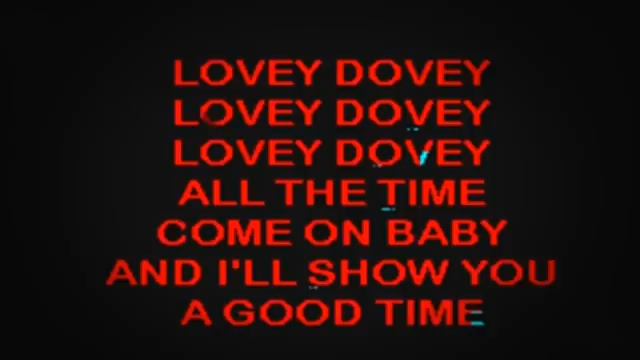 LOVEY DOVEY
LOVEY DOVEY
LOVEY DOVEY
ALL THE TIME
COME ON BABY
AND I'LL SHOW YOU
A GOOD TIME